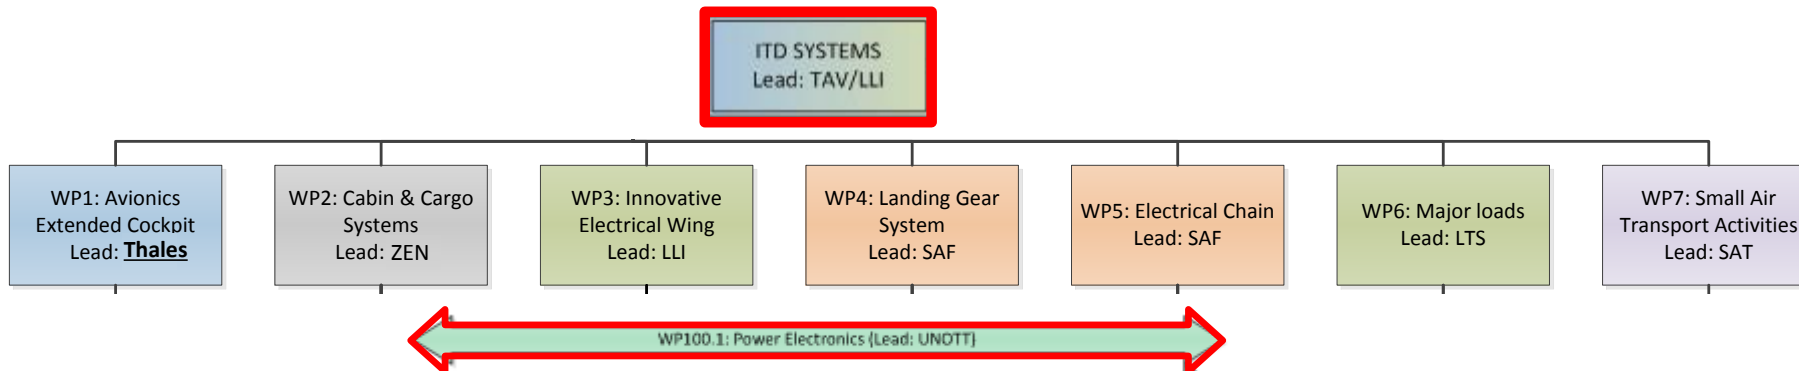 ITD SYSTEMS
Lead: TAV/LLI
WP1: Avionics
Extended Cockpit
Lead: Thales
WP2: Cabin & Cargo
Systems
Lead: ZEN
WP3: Innovative
Electrical Wing
Lead: LLI
WP4: Landing Gear
System
Lead: SAF
WP5: Electrical Chain
Lead: SAF
WP6: Major loads
Lead: LTS
WP7: Small Air
Transport Activities
Lead: SAT
WP100.1: Power Electronics (Lead: UNOTT)